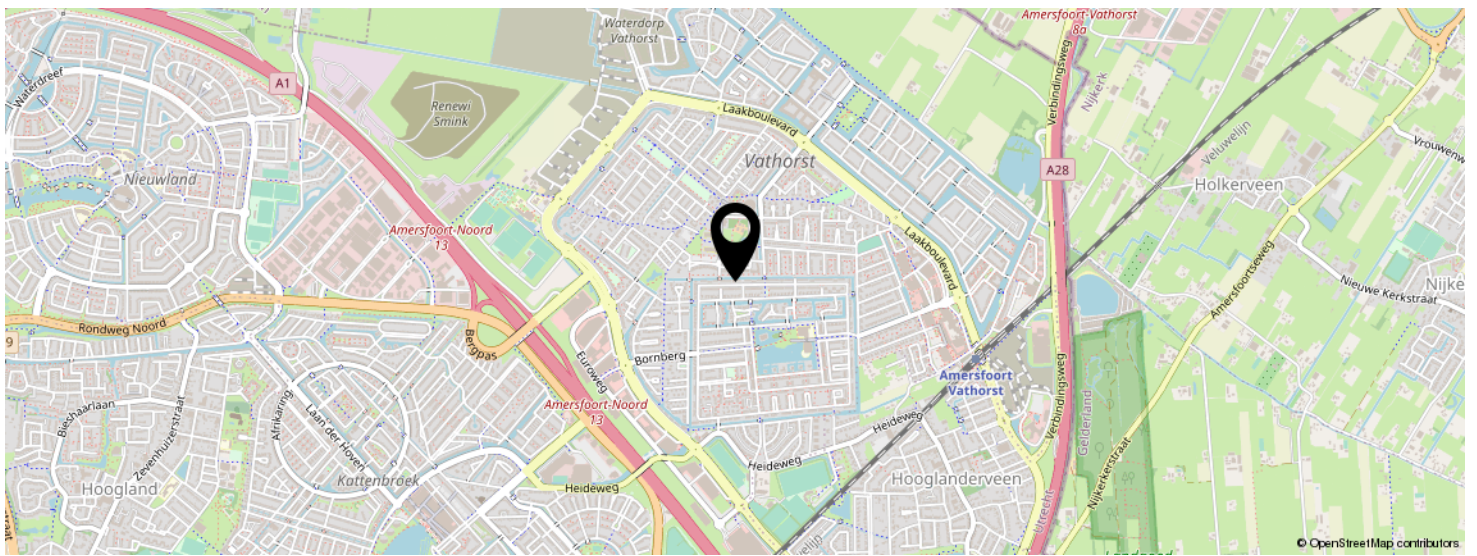 Waterdorp
Vathorst
Amersfoort-Vathorst
8a
Waterdreef
A1
Renewi
Smink
Laakboulevard
Verbindingsweg
Nijkerk
Veluwelijn
Vathorst
Nieuwland
A28
Holkerveen
Amersfoort-Noord
13
Laakboulevard
Amersfoortseweg
Nieuwe Kerkstraat
Rondweg Noord
9
Bergpas
Euroweg
Bornberg
Amersfoort
Vathorst
Verbindingsweg
Amersfoort-Noord
13
Bieshaarlaan
Zevenhuizerstraat
Afrikaring
Laan der Hoven
Heideweg
Gelderland
Heideweg
Hoogland
Kattenbroek
Heideweg
Hooglanderveen
Nijkerkerstraat
Utrecht
© OpenStreetMap contributors